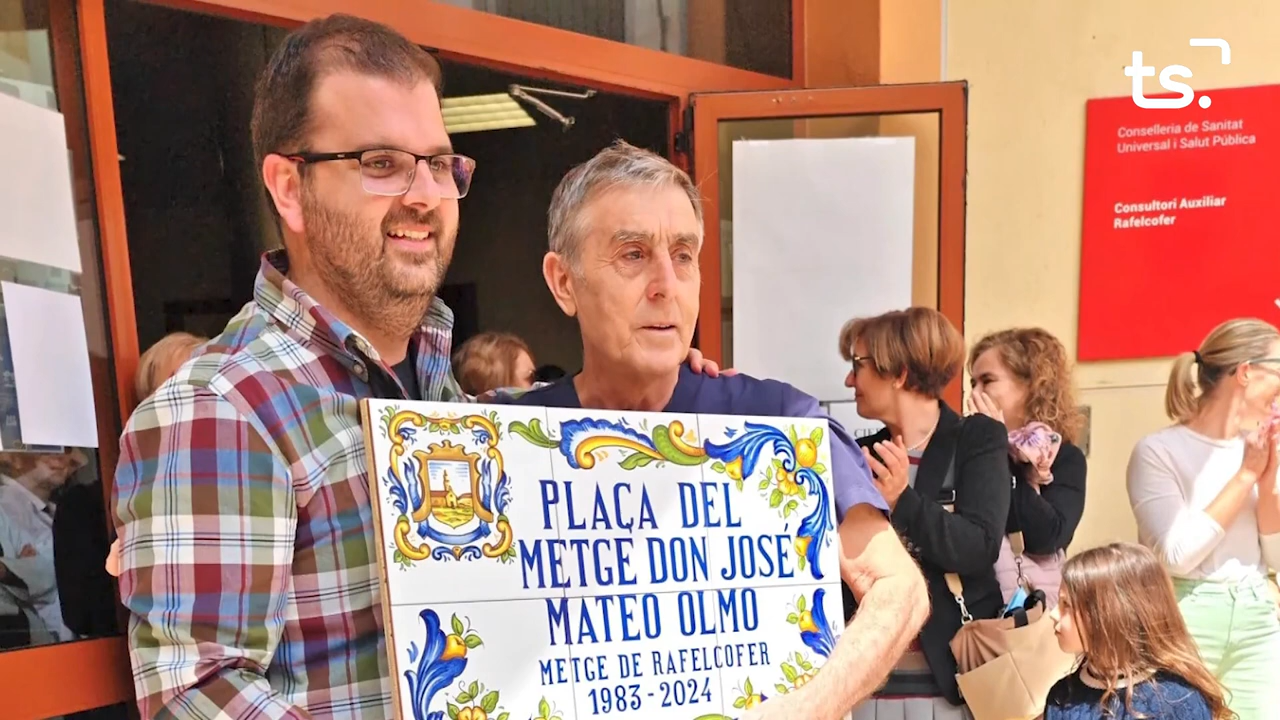 ts.
Conselleria de Sanitat
Universal i Salut Pública
Consultori Auxiliar
Rafelcofer
PLAÇA DEL
METGE DON JOSÉ
MATEO OLMO
METGE DE RAFELCOFER
1983-2024